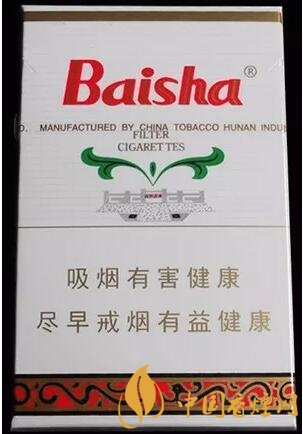 Baisha®
O. MANUFACTURED BY CHINA TOBACCO HUNAN INDU
FILTER
CIGARETTES
吸烟有害健康
尽早戒烟有益健康
中国香烟网